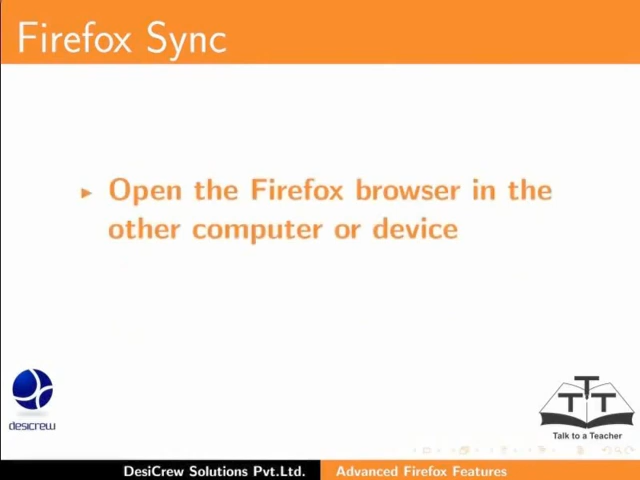 Firefox Sync
Open the Firefox browser in the
other computer or device
desicrew
TTT
Talk to a Teacher
DesiCrew Solutions Pvt.Ltd. Advanced Firefox Features